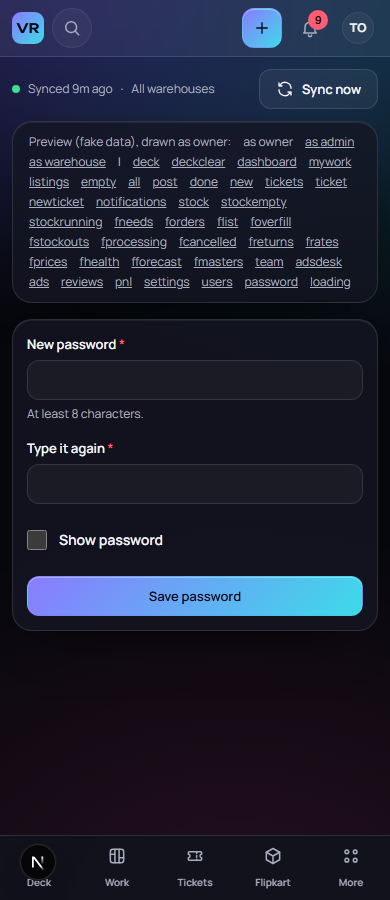 VR
9
TO
Synced 9m ago · All warehouses
Sync now
Preview (fake data), drawn as owner: as owner as admin
as warehouse | deck deckclear dashboard mywork
listings empty all post done new tickets ticket
newticket notifications stock stockempty
stockrunning fneeds forders flist foverfill
fstockouts fprocessing fcancelled freturns frates
fprices fhealth fforecast fmasters team adsdesk
ads reviews pnl settings users password loading
New password *
At least 8 characters.
Type it again *
Show password
Save password
N
Deck Work Tickets Flipkart More